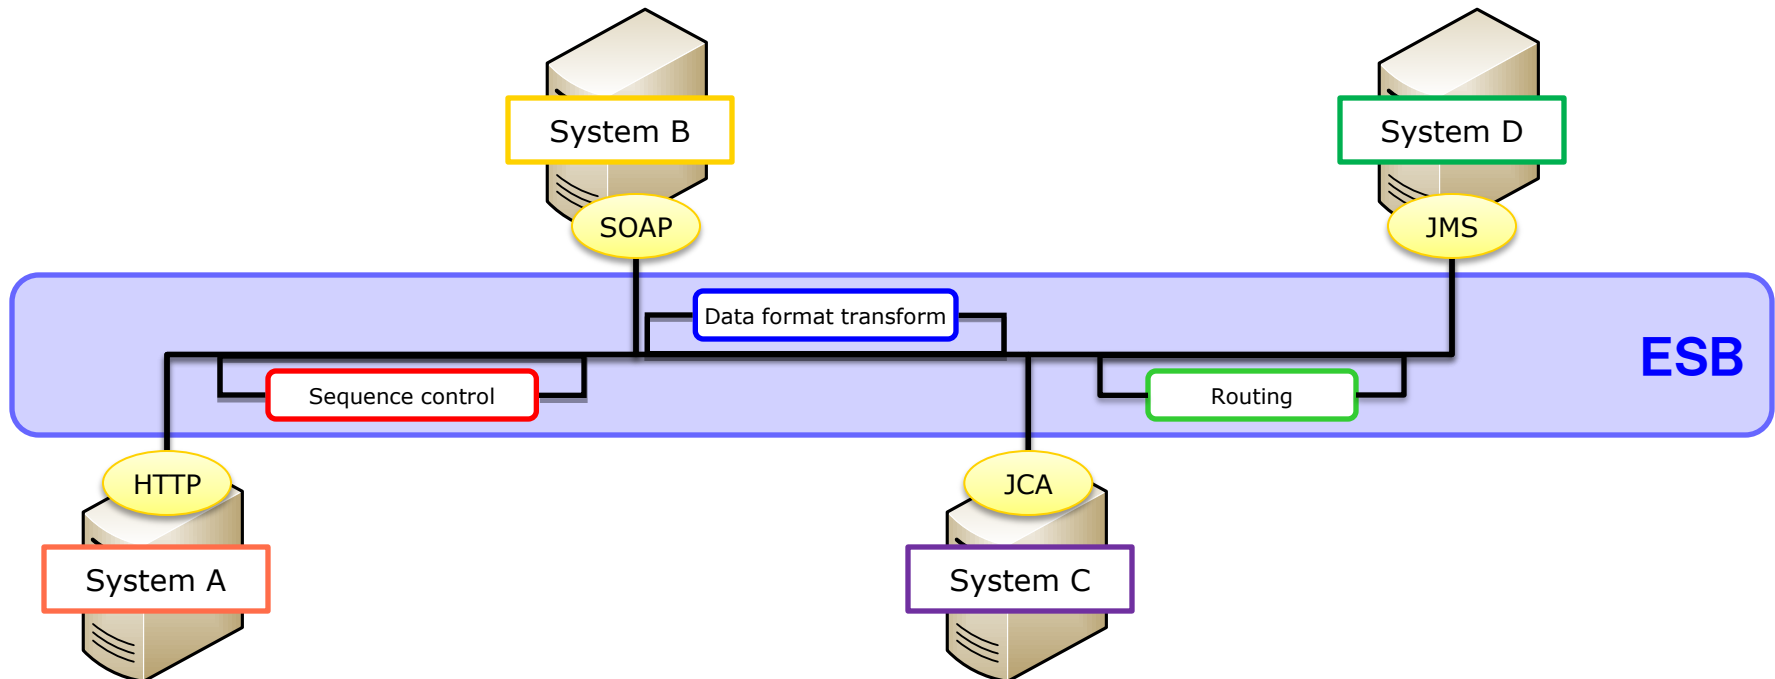 System B
System D
SOAP
JMS
Data format transform
ESB
Sequence control
Routing
HTTP
JCA
System A
System C